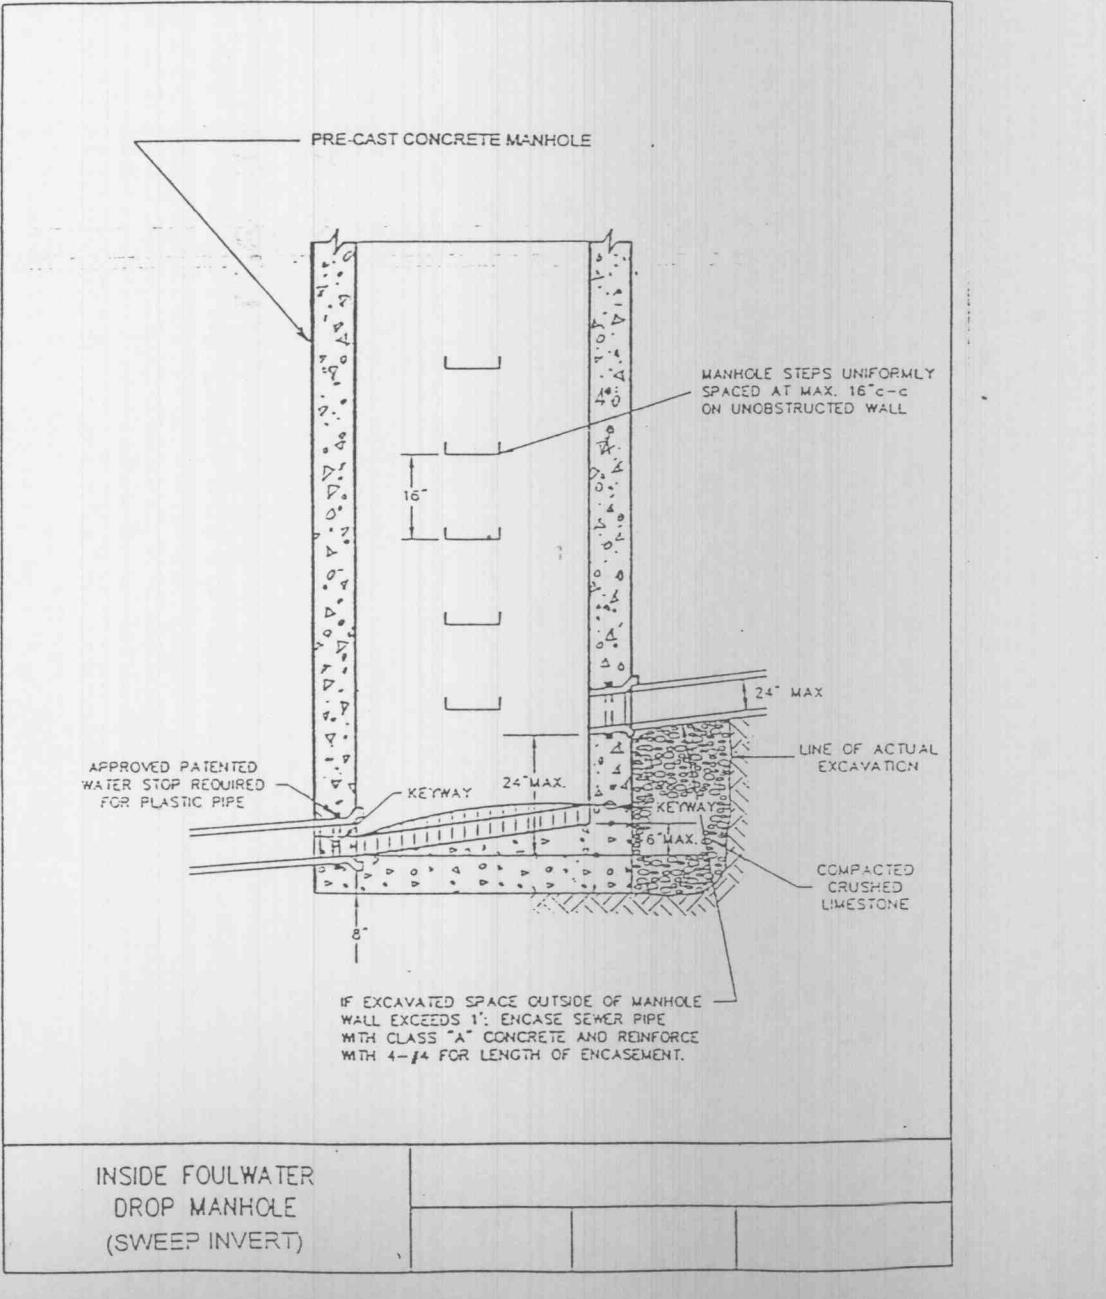 PRE-CAST CONCRETE MANHOLE
MANHOLE STEPS UNIFORMLY
SPACED AT MAX. 16"c-c
ON UNOBSTRUCTED WALL
16"
24" MAX
LINE OF ACTUAL
EXCAVATION
APPROVED PATENTED
WATER STOP REQUIRED
FOR PLASTIC PIPE
KEYWAY
24"MAX.
KEYWAY
6"MAX.
COMPACTED
CRUSHED
LIMESTONE
8"
IF EXCAVATED SPACE OUTSIDE OF MANHOLE
WALL EXCEEDS 1': ENCASE SEWER PIPE
WITH CLASS "A" CONCRETE AND REINFORCE
WITH 4-#4 FOR LENGTH OF ENCASEMENT.
INSIDE FOULWATER
DROP MANHOLE
(SWEEP INVERT)